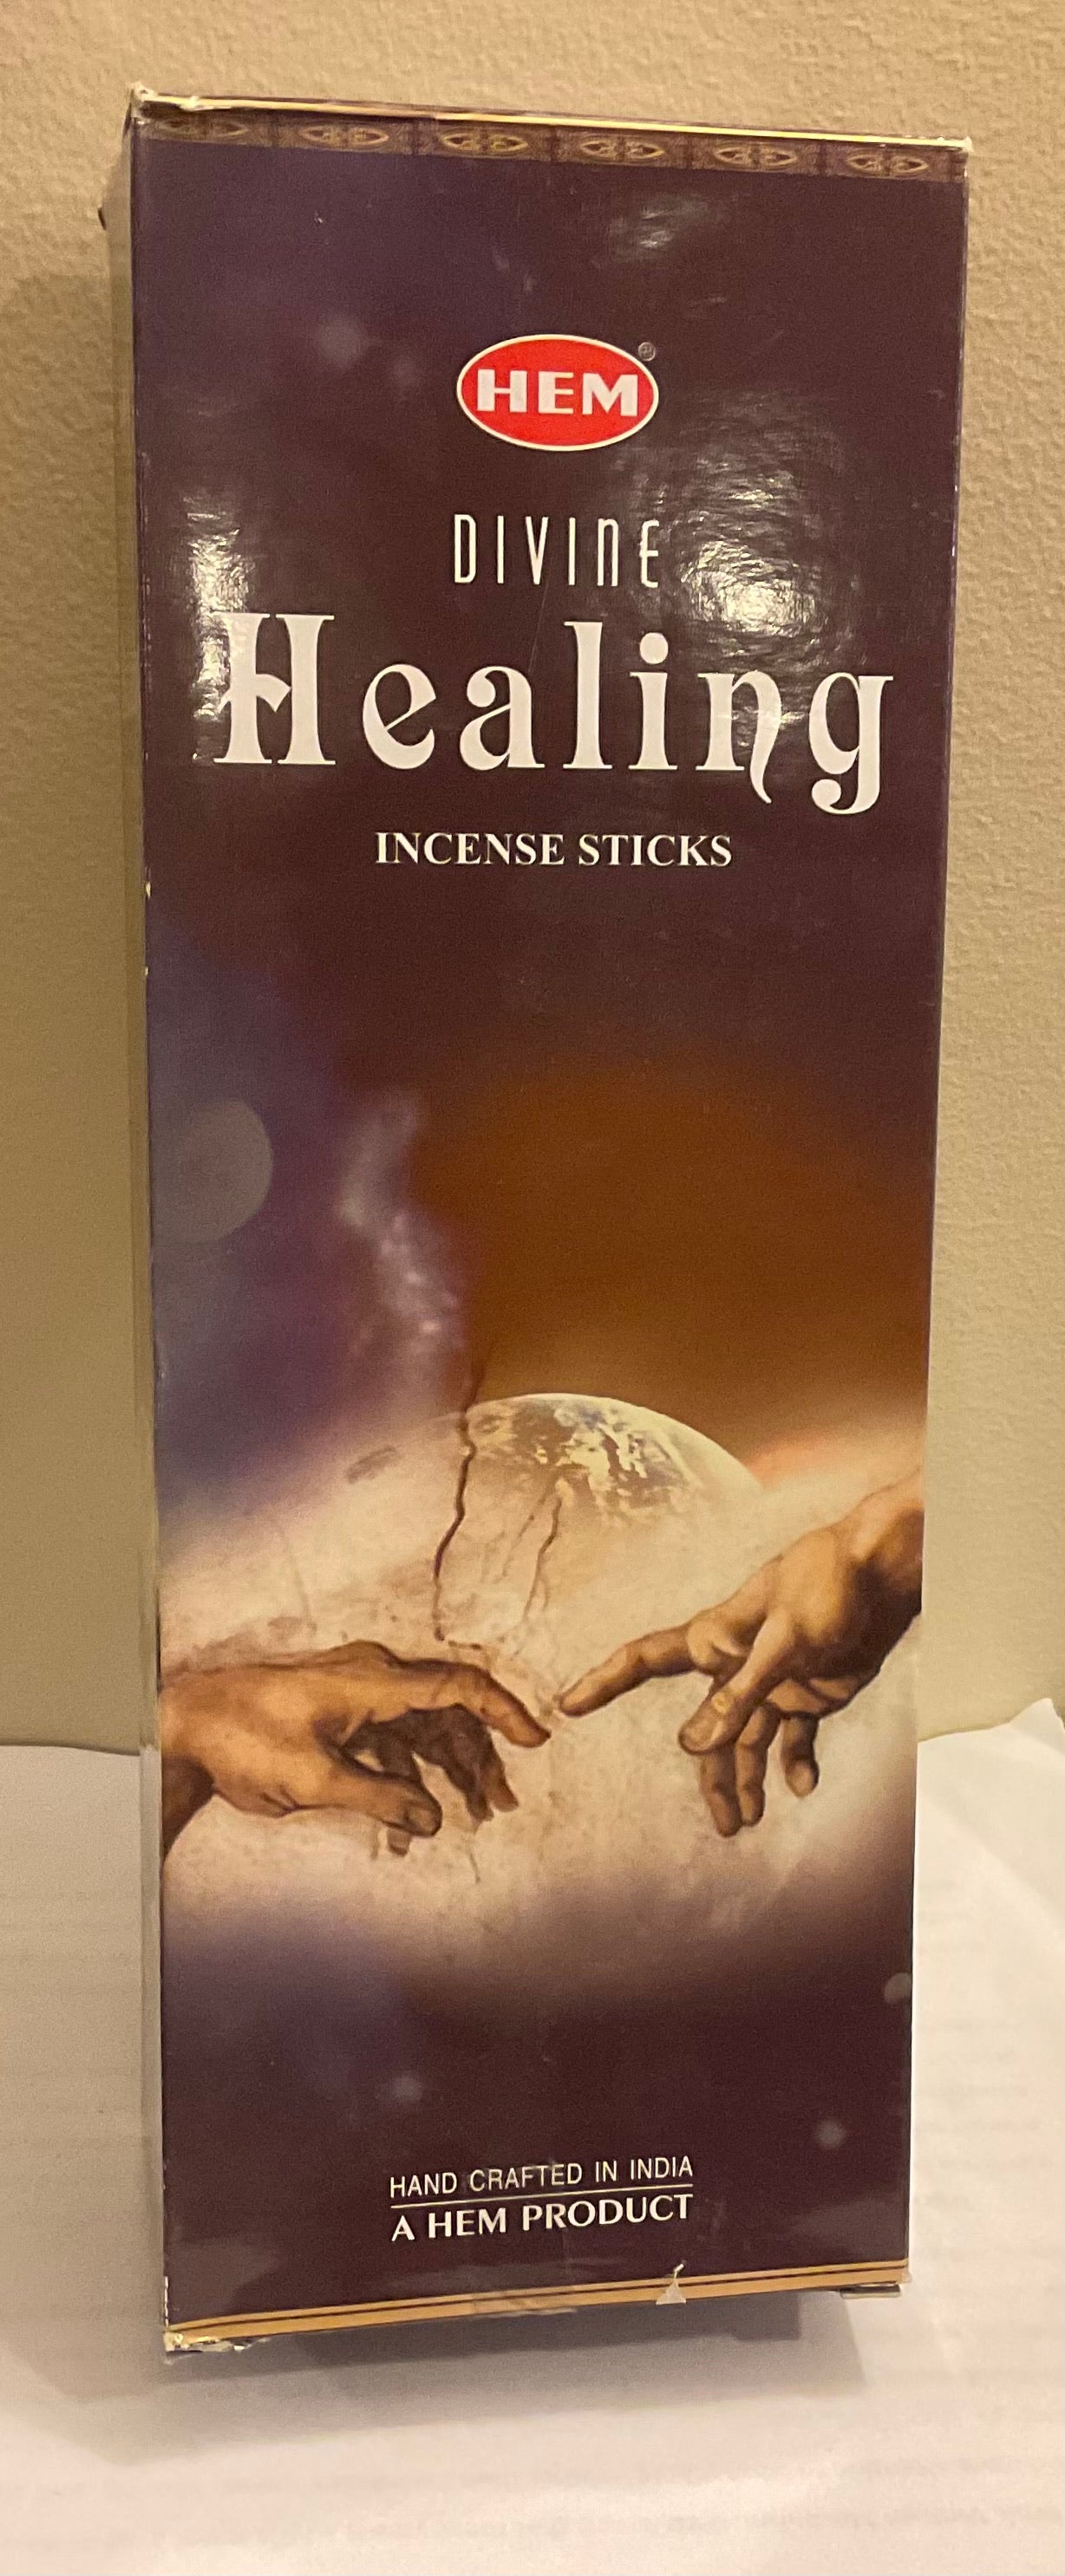 HEM®
DIVINE
Healing
INCENSE STICKS
HAND CRAFTED IN INDIA
A HEM PRODUCT